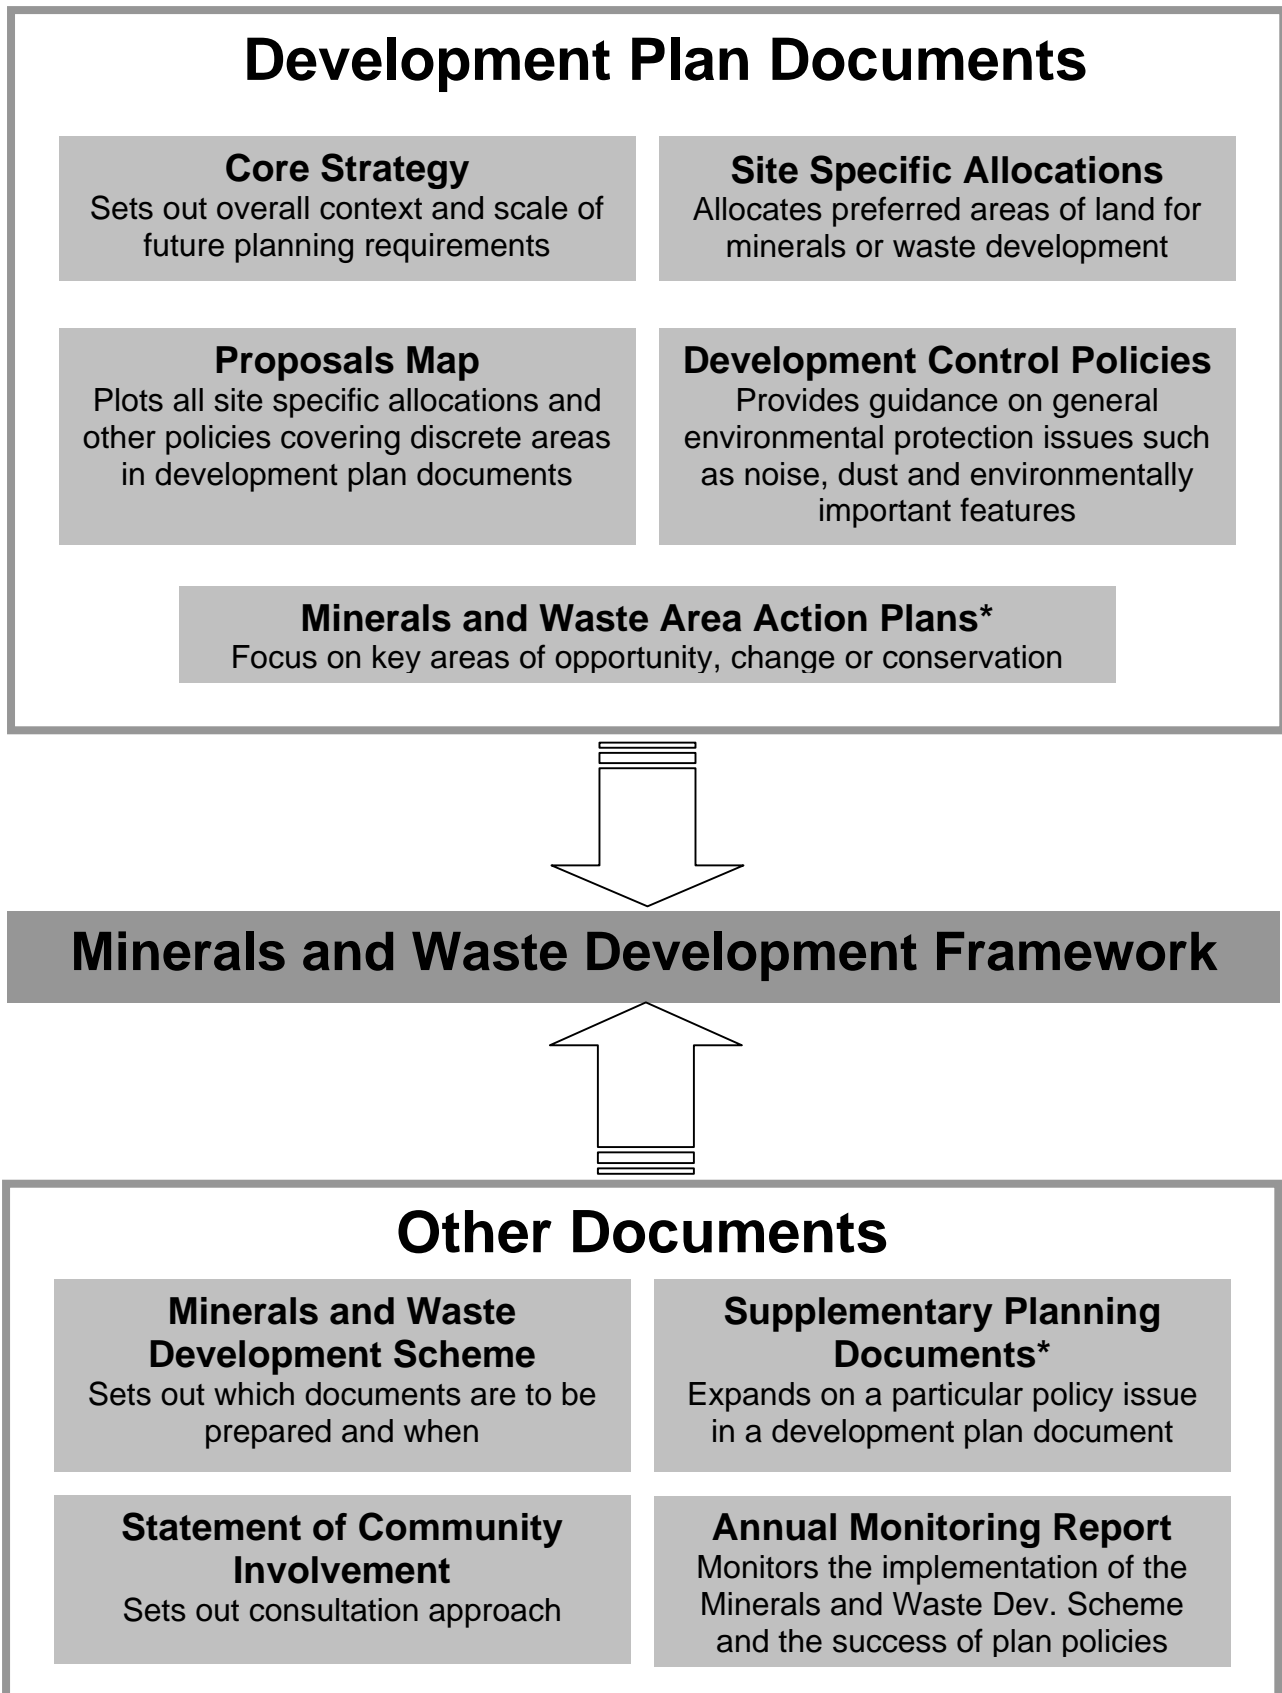 Development Plan Documents
Core Strategy
Sets out overall context and scale of
future planning requirements
Site Specific Allocations
Allocates preferred areas of land for
minerals or waste development
Proposals Map
Plots all site specific allocations and
other policies covering discrete areas
in development plan documents
Development Control Policies
Provides guidance on general
environmental protection issues such
as noise, dust and environmentally
important features
Minerals and Waste Area Action Plans*
Focus on key areas of opportunity, change or conservation
Minerals and Waste Development Framework
Other Documents
Minerals and Waste
Development Scheme
Sets out which documents are to be
prepared and when
Supplementary Planning
Documents*
Expands on a particular policy issue
in a development plan document
Statement of Community
Involvement
Sets out consultation approach
Annual Monitoring Report
Monitors the implementation of the
Minerals and Waste Dev. Scheme
and the success of plan policies